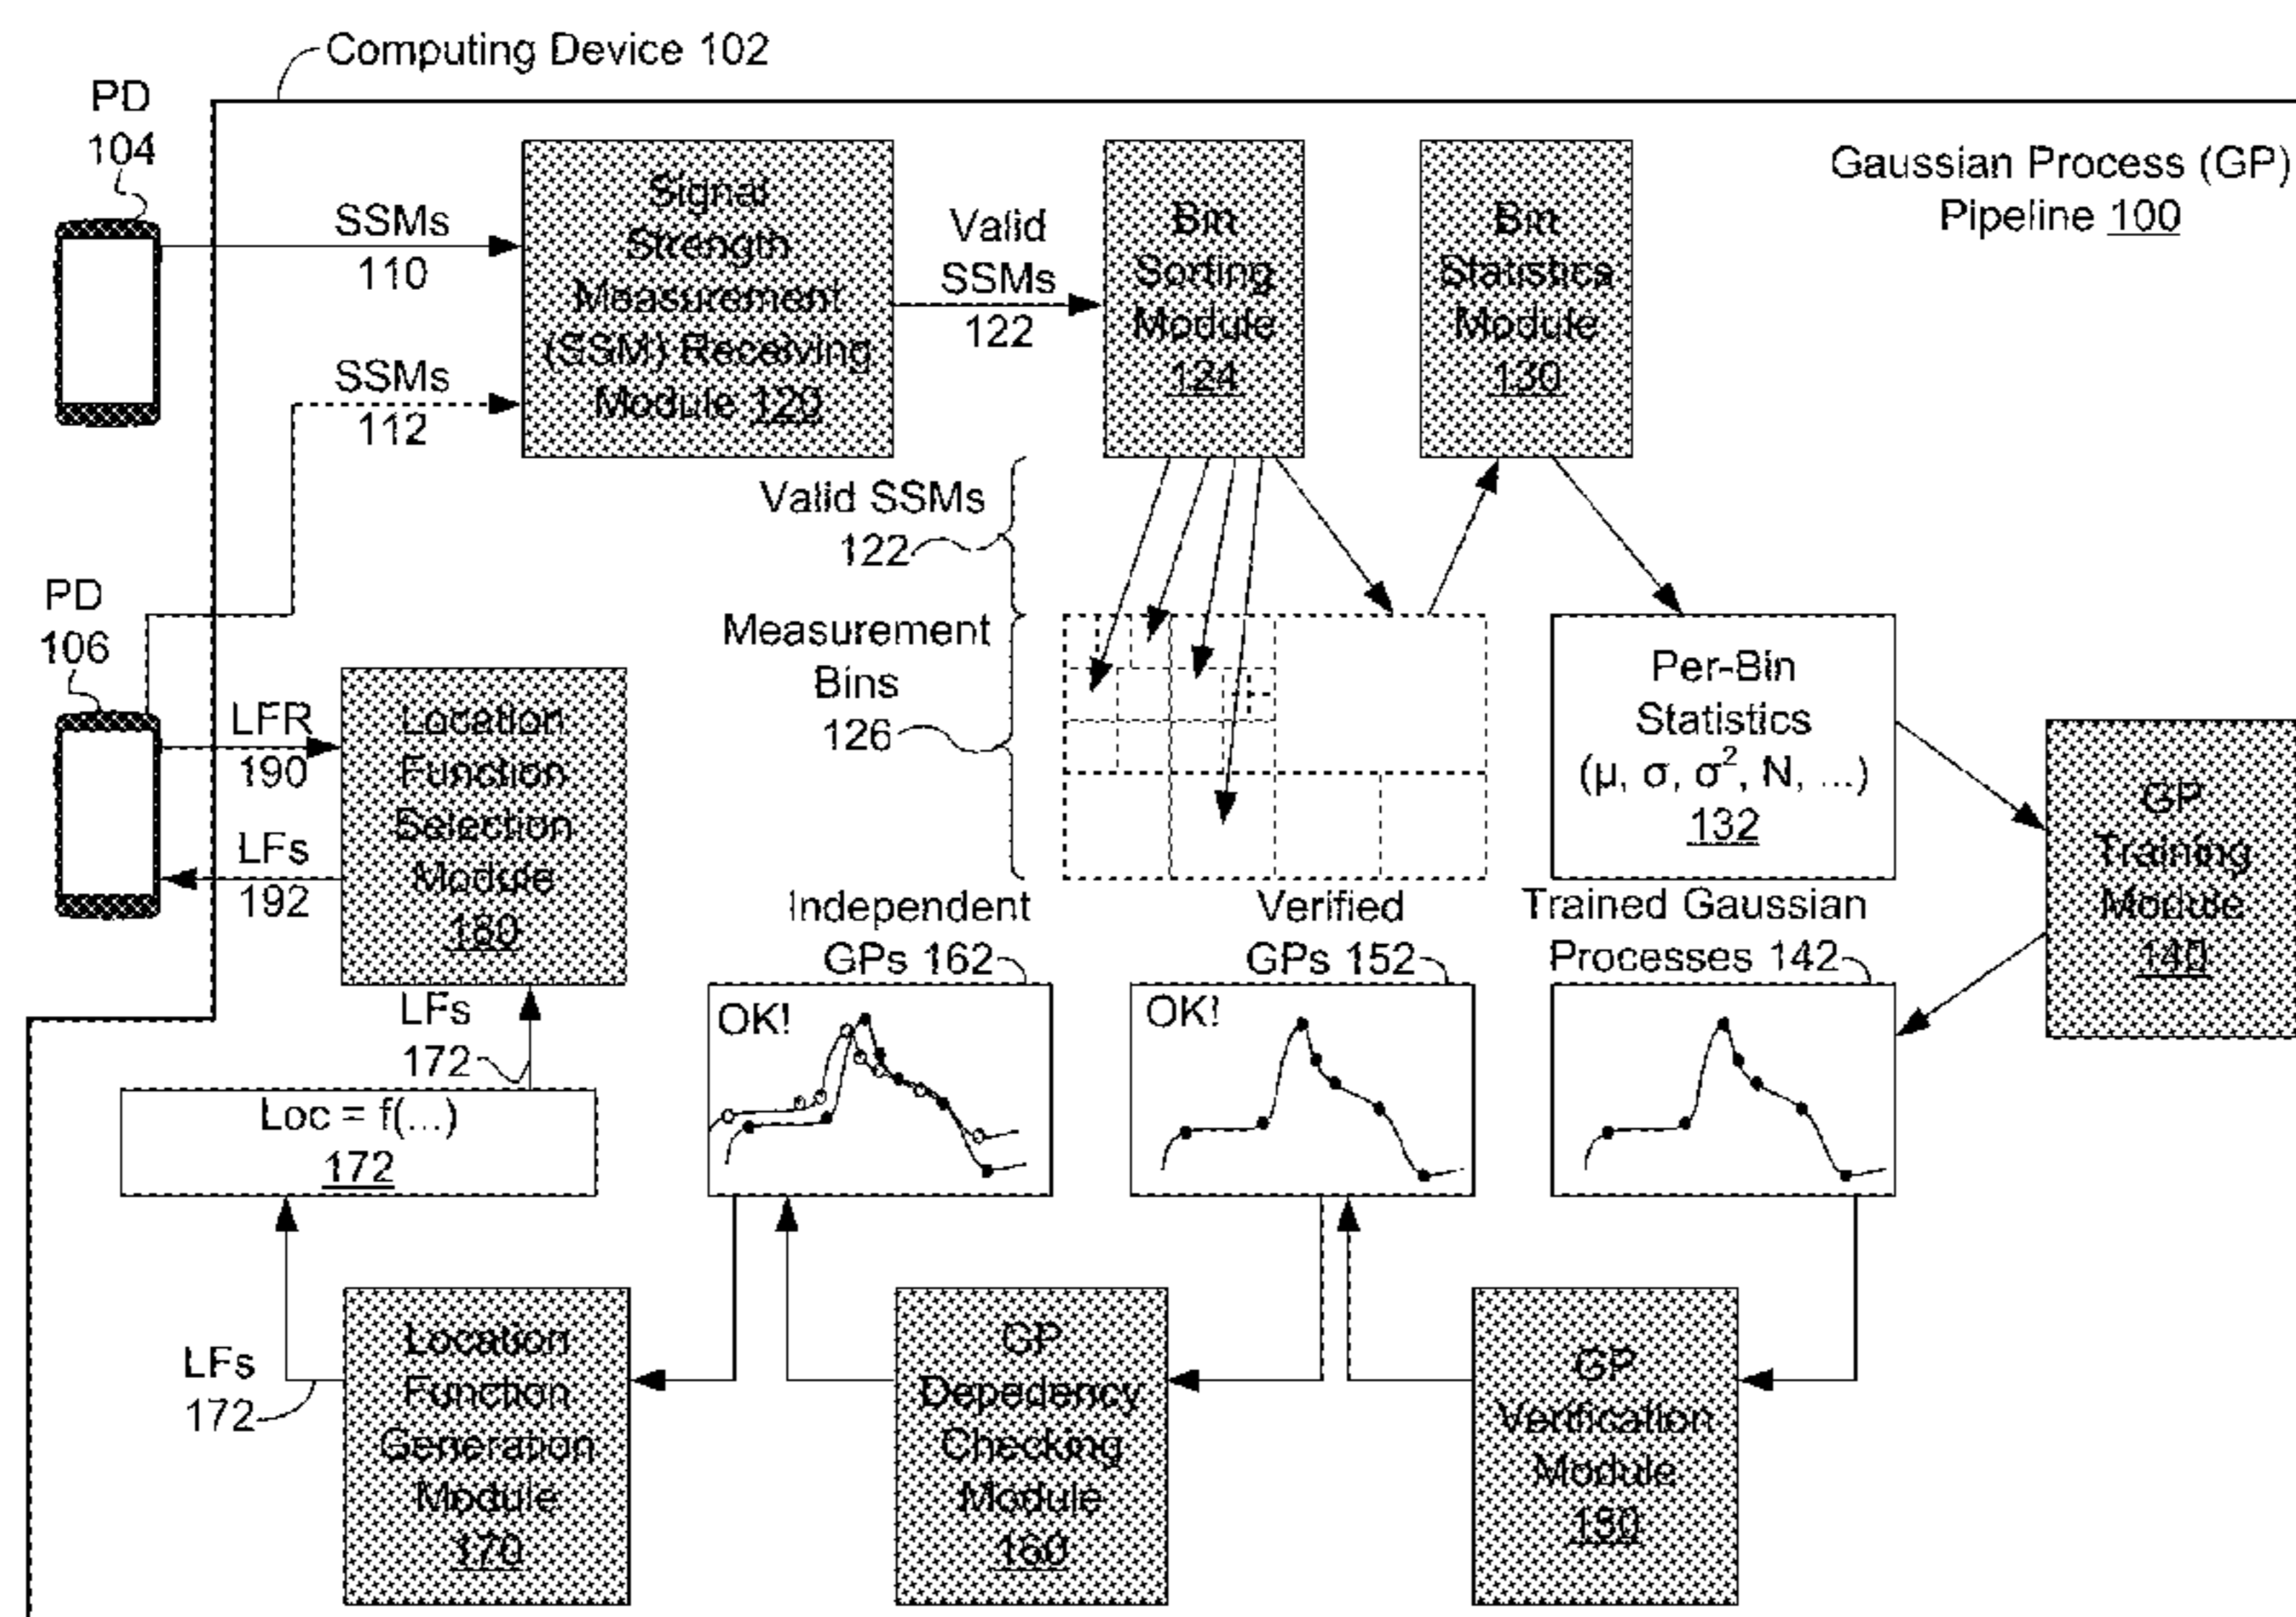 Computing Device 102
PD
104
Gaussian Process (GP)
Pipeline 100
SSMs
110
Signal
Strength
Measurement
(SSM) Receiving
Module 120
Valid
SSMs
122
Bin
Sorting
Module
124
Bin
Statistics
Module
130
SSMs
112
Valid SSMs
122
PD
106
Measurement
Bins
126
Per-Bin
Statistics
(μ, σ, σ², N, ...)
132
LFR
190
LFs
192
Location
Function
Selection
Module
180
GP
Training
Module
140
Independent
GPs 162
Verified
GPs 152
Trained Gaussian
Processes 142
OK!
OK!
LFs
172
Loc = f(...)
172
LFs
172
Location
Function
Generation
Module
170
GP
Depedency
Checking
Module
160
GP
Verification
Module
150